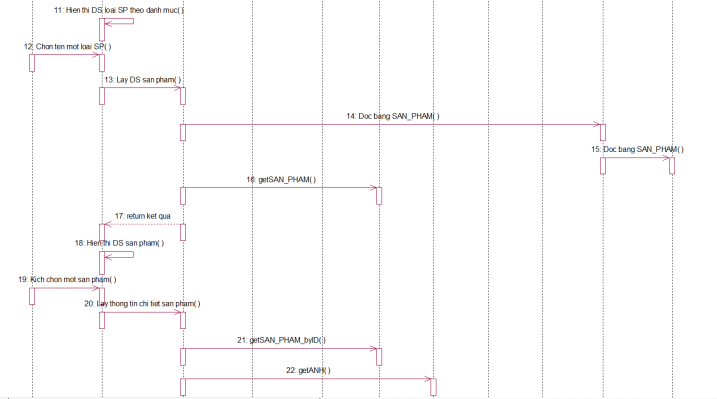 11: Hien thi DS loai SP theo danh muc( )
12: Chon ten mot loai SP( )
13: Lay DS san pham( )
14: Doc bang SAN_PHAM( )
15: Doc bang SAN_PHAM( )
16: getSAN_PHAM( )
17: return ket qua
18: Hien thi DS san pham( )
19: Kich chon mot san pham( )
20: Lay thong tin chi tiet san pham( )
21: getSAN_PHAM_byID( )
22: getANH( )